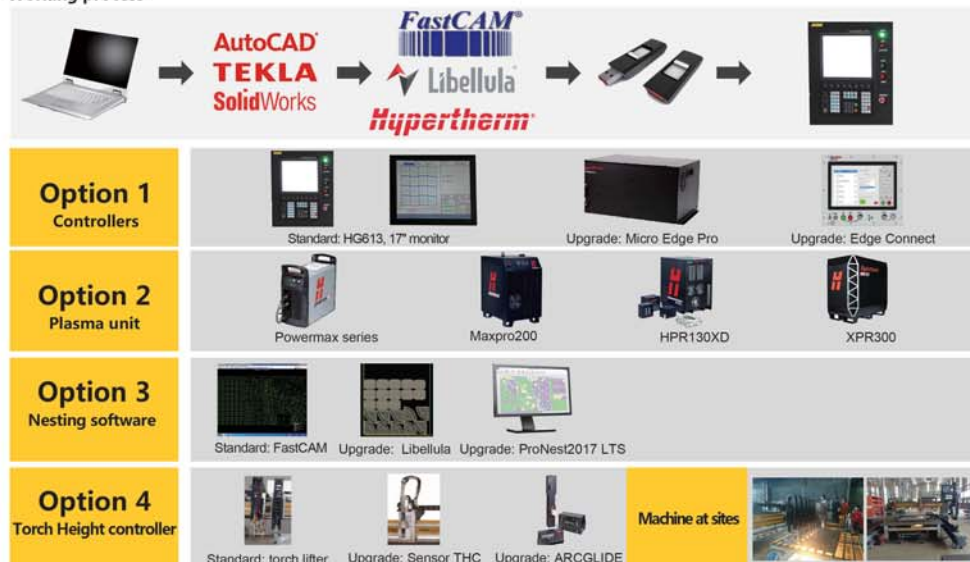 AutoCAD
TEKLA
SolidWorks
FastCAM®
Libellula
Hypertherm
Option 1
Controllers
Standard: HG613, 17" monitor
Upgrade: Micro Edge Pro
Upgrade: Edge Connect
Option 2
Plasma unit
Powermax series
Maxpro200
HPR130XD
XPR300
Option 3
Nesting software
Standard: FastCAM
Upgrade: Libellula
Upgrade: ProNest2017 LTS
Option 4
Torch Height controller
Standard: torch lifter
Upgrade: Sensor THC
Upgrade: ARCGLIDE
Machine at sites